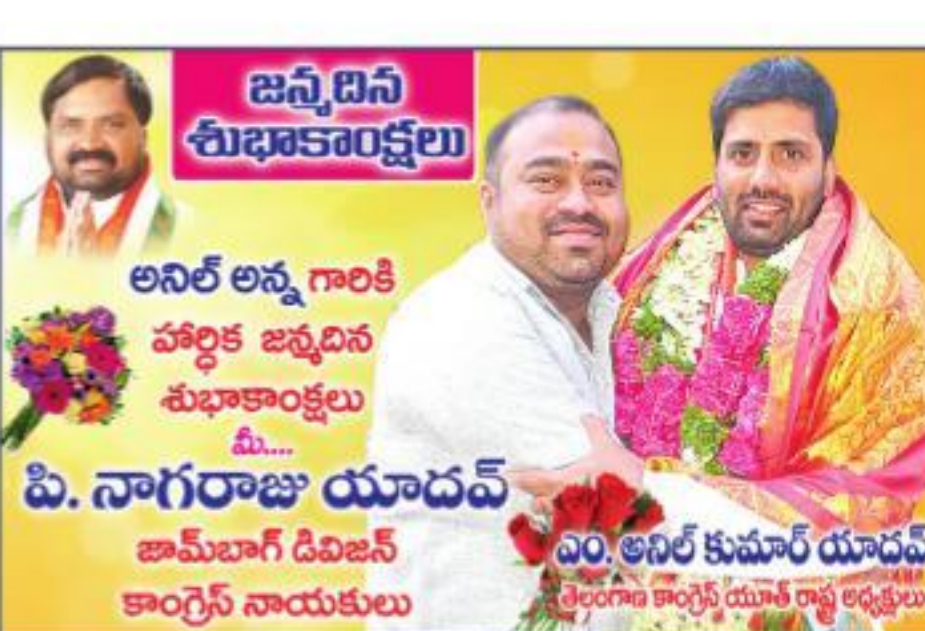 జన్మదిన
శుభాకాంక్షలు
అనిల్ అన్న గారికి
హార్ధిక జన్మదిన
శుభాకాంక్షలు
మీ....
పి. నాగరాజు యాదవ్
జామ్‌బాగ్ డివిజన్
కాంగ్రెస్ నాయకులు
ఎం. అనిల్ కుమార్ యాదవ్
తెలంగాణ కాంగ్రెస్ యూత్ రాష్ట్ర అధ్యక్షులు